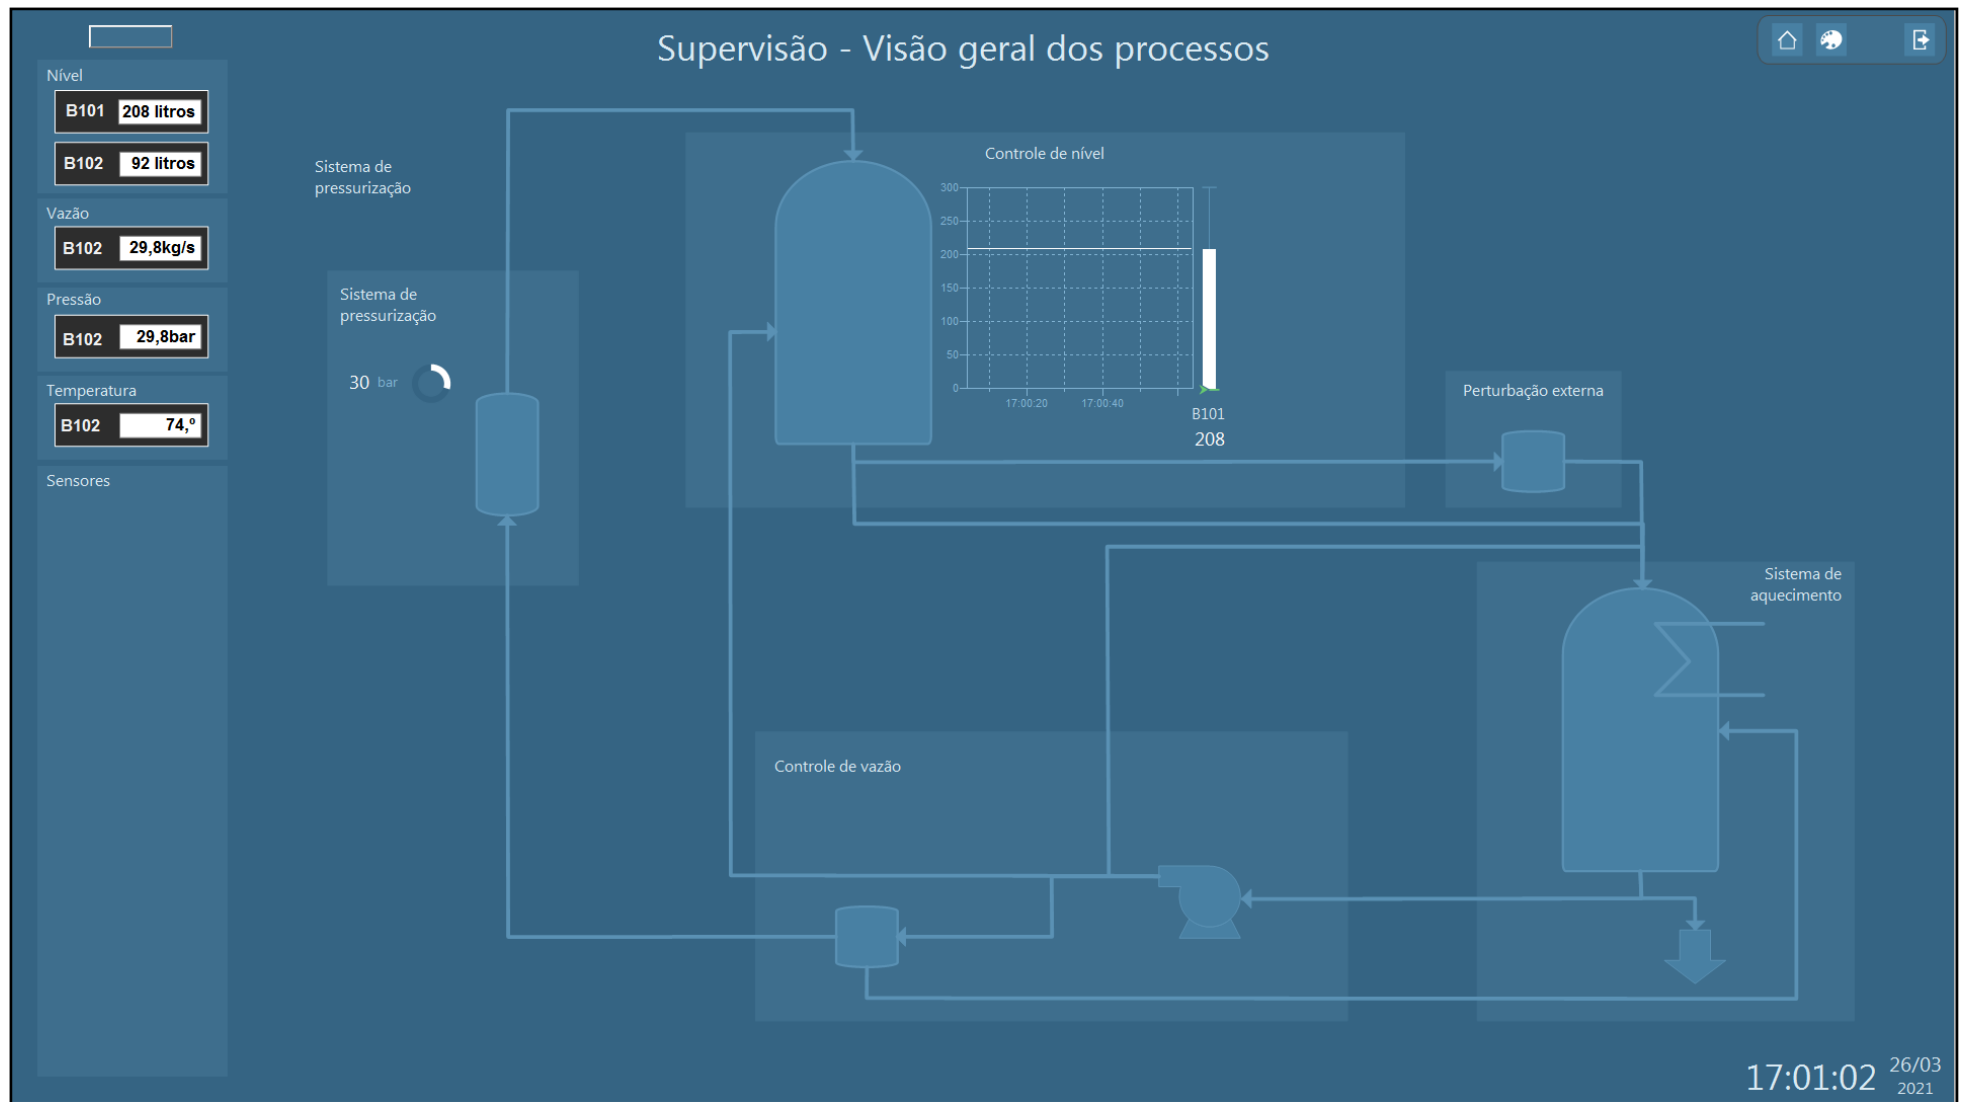 Supervisão - Visão geral dos processos
Nível
B101 208 litros
B102 92 litros
Vazão
B102 29,8kg/s
Pressão
B102 29,8bar
Temperatura
B102 74,º
Sensores
Sistema de
pressurização
Sistema de
pressurização
30 bar
Controle de nível
300
250
200
150
100
50
0
17:00:20 17:00:40
B101
208
Perturbação externa
Sistema de
aquecimento
Controle de vazão
17:01:02 26/03
2021